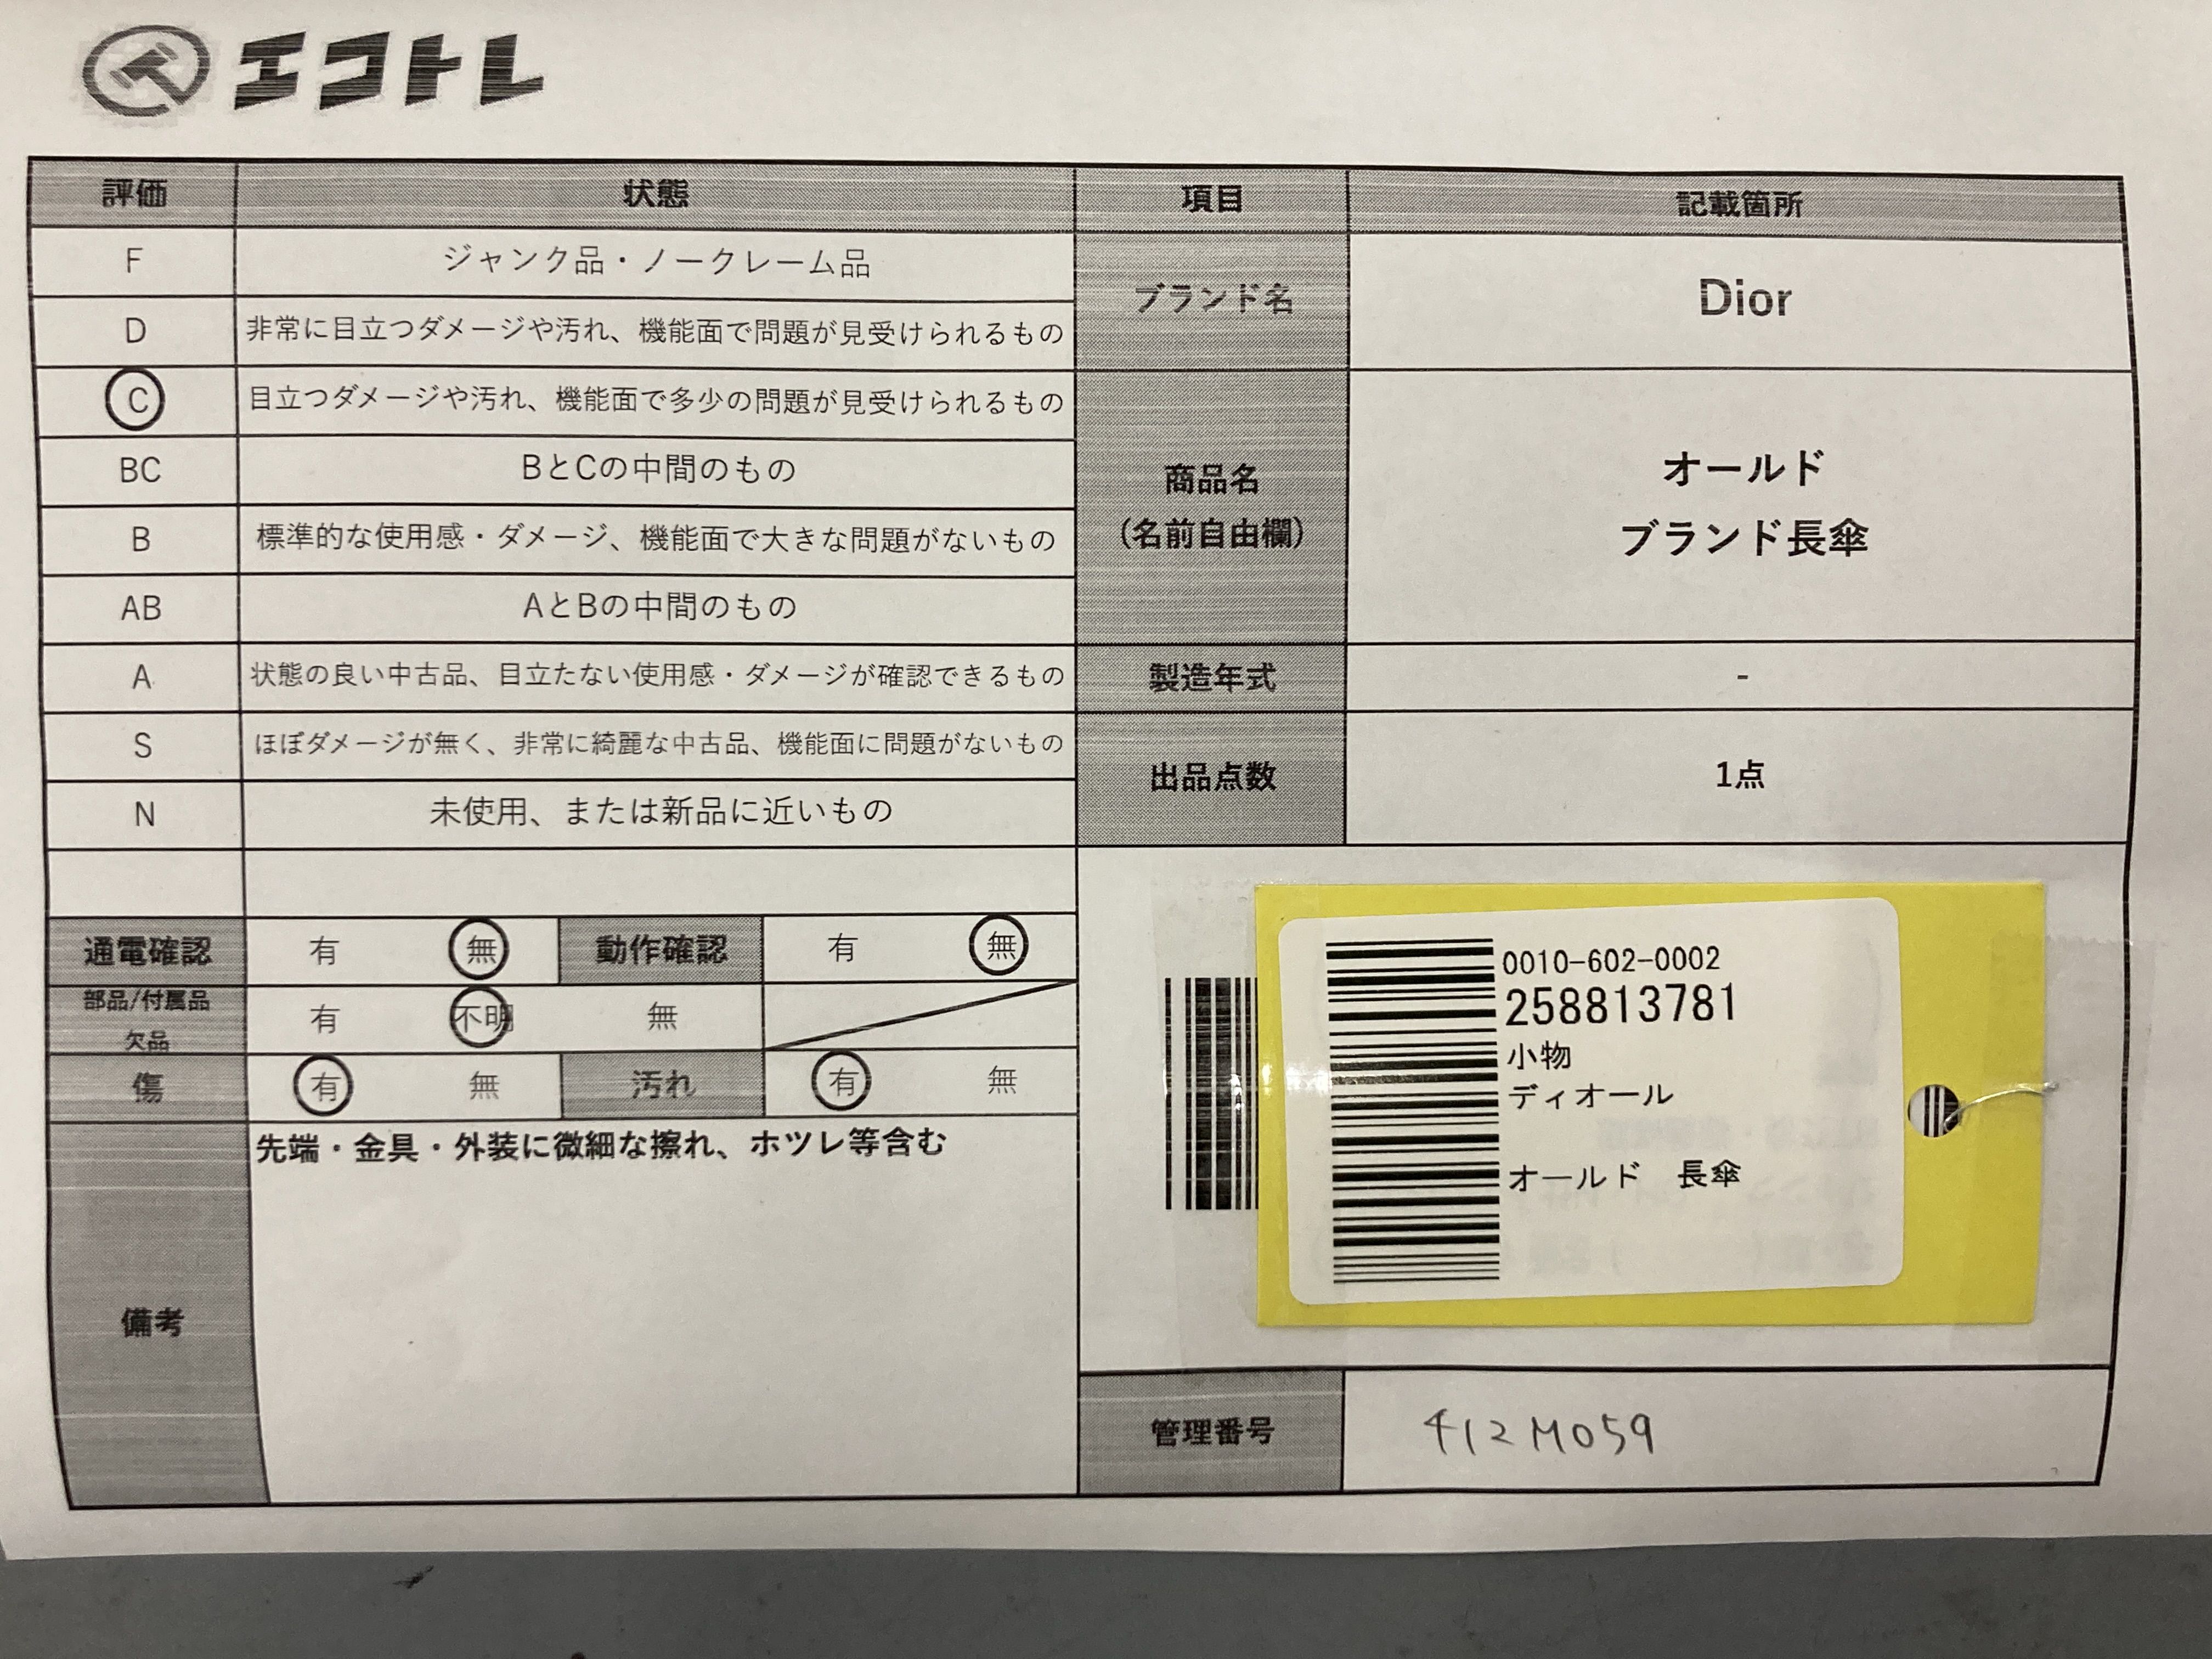 エコトレ
評価 状態 項目 記載箇所
F ジャンク品・ノークレーム品
D 非常に目立つダメージや汚れ、機能面で問題が見受けられるもの
C 目立つダメージや汚れ、機能面で多少の問題が見受けられるもの
BC BとCの中間のもの
B 標準的な使用感・ダメージ、機能面で大きな問題がないもの
AB AとBの中間のもの
A 状態の良い中古品、目立たない使用感・ダメージが確認できるもの
S ほぼダメージが無く、非常に綺麗な中古品、機能面に問題がないもの
N 未使用、または新品に近いもの
ブランド名 Dior
商品名
(名前自由欄)
オールド
ブランド長傘
製造年式 -
出品点数 1点
通電確認 有 無 動作確認 有 無
部品/付属品
欠品
有 不明 無
傷 有 無 汚れ 有 無
備考
先端・金具・外装に微細な擦れ、ホツレ等含む
0010-602-0002
258813781
小物
ディオール
オールド 長傘
管理番号 412M059